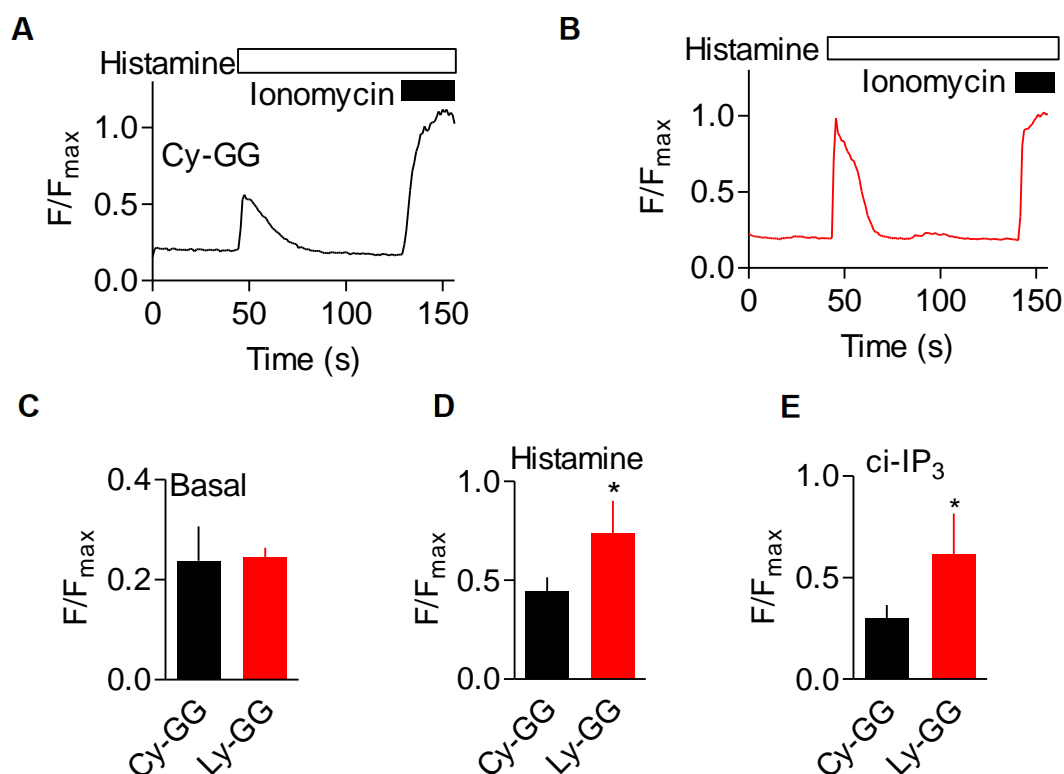 A
Histamine
Ionomycin
Cy-GG
F/Fmax
1.0
0.5
0.0
0 50 100 150
Time (s)
B
Histamine
Ionomycin
F/Fmax
1.0
0.5
0.0
0 50 100 150
Time (s)
C
Basal
F/Fmax
0.4
0.2
0.0
Cy-GG Ly-GG
D
Histamine
F/Fmax
1.0
0.5
0.0
*
Cy-GG Ly-GG
E
ci-IP3
F/Fmax
1.0
0.5
0.0
*
Cy-GG Ly-GG